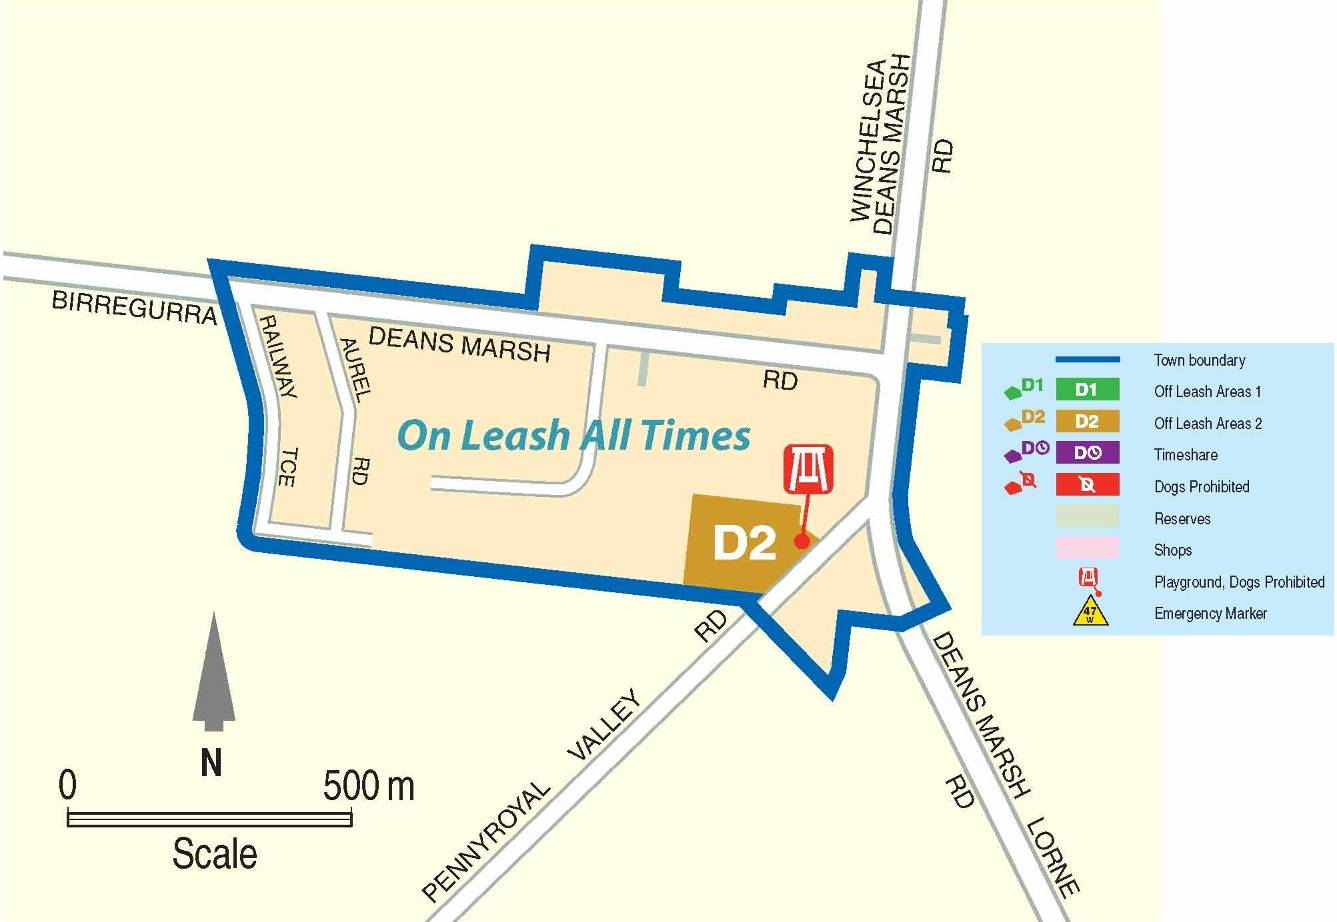 WINCHELSEA
DEANS MARSH
RD
BIRREGURRA
DEANS MARSH
RD
RAILWAY
TCE
AUREL
RD
On Leash All Times
D2
RD
VALLEY
PENNYROYAL
DEANS MARSH
LORNE
RD
N
0
500 m
Scale
Town boundary
D1
D1
Off Leash Areas 1
D2
D2
Off Leash Areas 2
D
D
Timeshare
D
D
Dogs Prohibited
Reserves
Shops
Playground, Dogs Prohibited
47
W
Emergency Marker